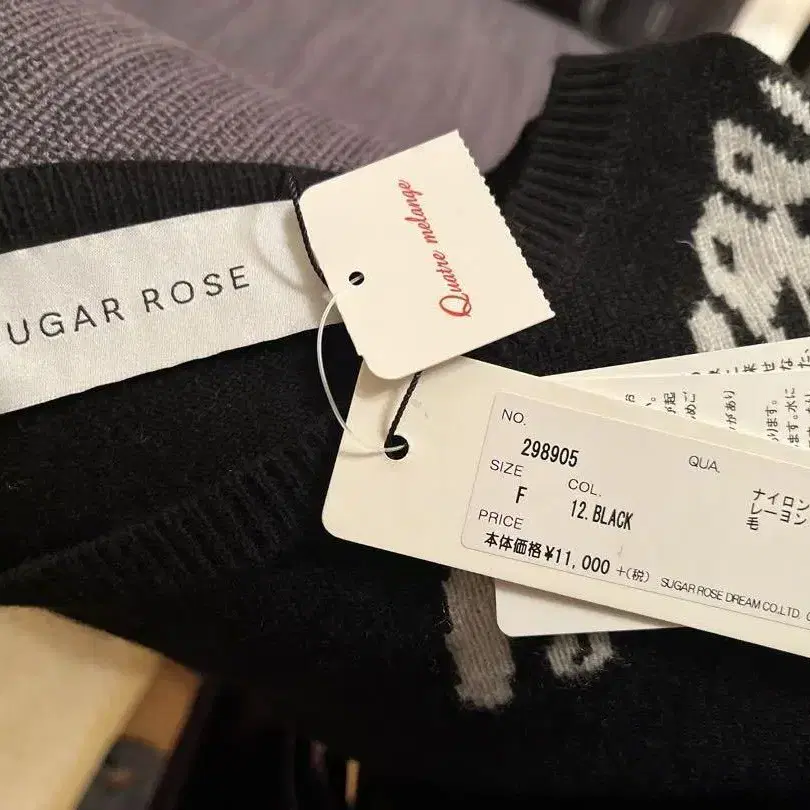 UGAR ROSE
Quatre melange
NO.
298905
QUA.
SIZE
COL.
F
12.BLACK
ナイロン
レーヨン
毛
PRICE
本体価格¥11,000 +(税)
SUGAR ROSE DREAM CO.,LTD.